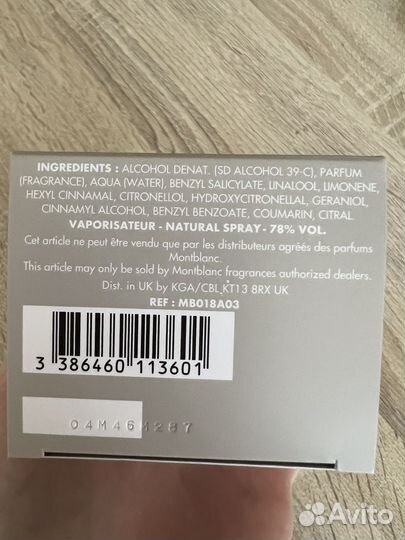 INGREDIENTS : ALCOHOL DENAT. (SD ALCOHOL 39-C), PARFUM
(FRAGRANCE), AQUA (WATER), BENZYL SALICYLATE, LINALOOL, LIMONENE,
HEXYL CINNAMAL, CITRONELLOL, HYDROXYCITRONELLAL, GERANIOL,
CINNAMYL ALCOHOL, BENZYL BENZOATE, COUMARIN, CITRAL.
VAPORISATEUR - NATURAL SPRAY - 78% VOL.
Cet article ne peut être vendu que par les distributeurs agréés des parfums
Montblanc.
This article may only be sold by Montblanc fragrances authorized dealers.
Dist. in UK by KGA/CBL KT13 8RX UK
REF : MB018A03
3 386460 113601
04M464287
Avito